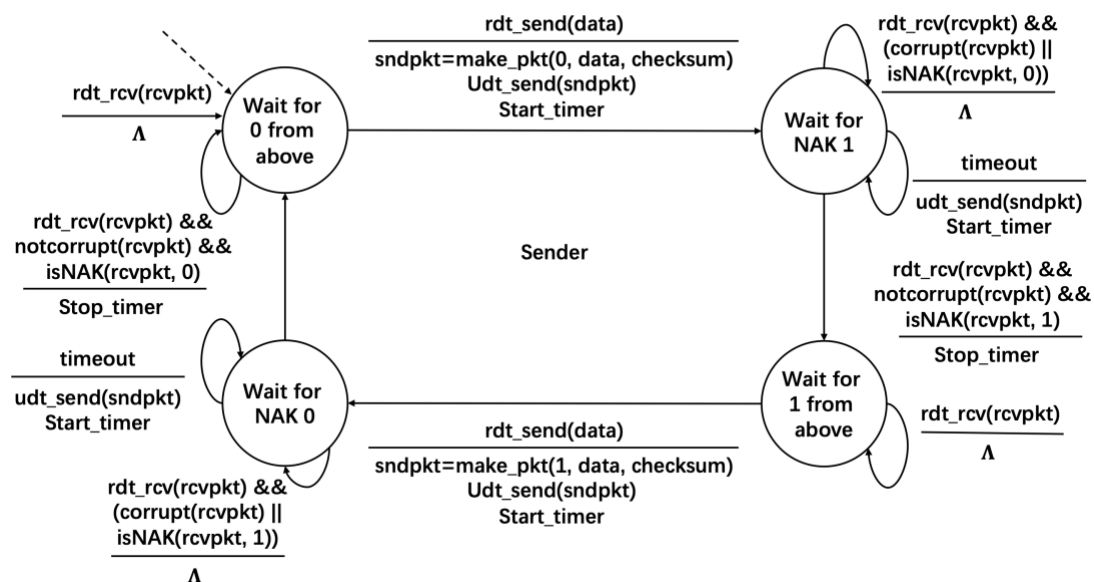 rdt_send(data)
sndpkt=make_pkt(0, data, checksum)
Udt_send(sndpkt)
Start_timer
rdt_rcv(rcvpkt) &&
(corrupt(rcvpkt) ||
isNAK(rcvpkt, 0))
Λ
rdt_rcv(rcvpkt)
Λ
Wait for
0 from
above
Wait for
NAK 1
timeout
udt_send(sndpkt)
Start_timer
rdt_rcv(rcvpkt) &&
notcorrupt(rcvpkt) &&
isNAK(rcvpkt, 0)
Stop_timer
Sender
rdt_rcv(rcvpkt) &&
notcorrupt(rcvpkt) &&
isNAK(rcvpkt, 1)
Stop_timer
timeout
udt_send(sndpkt)
Start_timer
Wait for
NAK 0
Wait for
1 from
above
rdt_rcv(rcvpkt)
Λ
rdt_send(data)
sndpkt=make_pkt(1, data, checksum)
Udt_send(sndpkt)
Start_timer
rdt_rcv(rcvpkt) &&
(corrupt(rcvpkt) ||
isNAK(rcvpkt, 1))
Λ